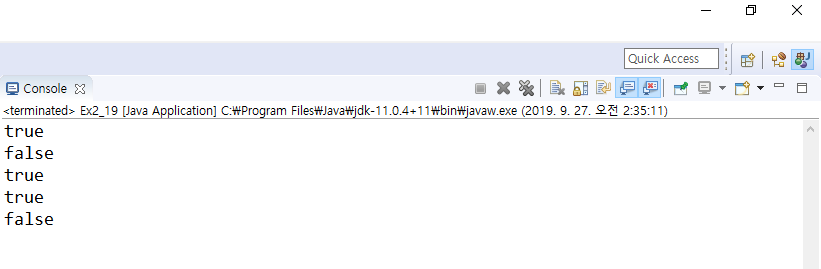 Quick Access
Console
<terminated> Ex2_19 [Java Application] C:₩Program Files₩Java₩jdk-11.0.4+11₩bin₩javaw.exe (2019. 9. 27. 오전 2:35:11)
true
false
true
true
false